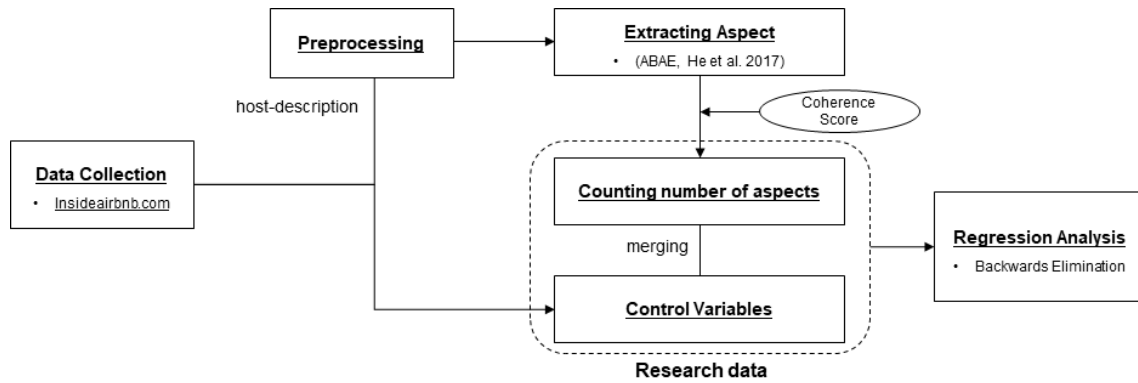 Preprocessing
Extracting Aspect
• (ABAE, He et al. 2017)
host-description
Coherence
Score
Data Collection
• Insideairbnb.com
Counting number of aspects
merging
Control Variables
Research data
Regression Analysis
• Backwards Elimination